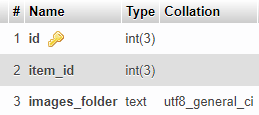 # Name Type Collation
1 id int(3)
2 item_id int(3)
3 images_folder text utf8_general_ci